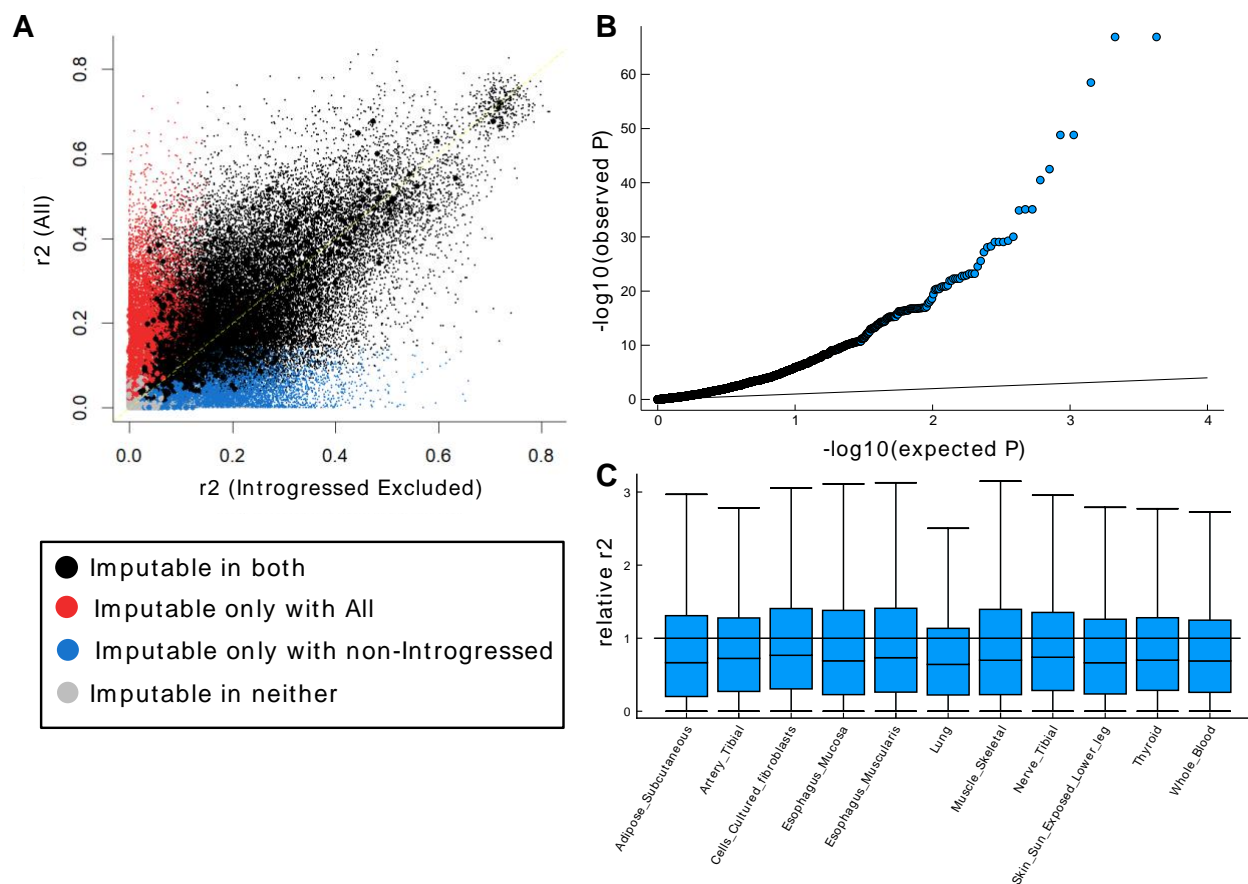 A
r2 (All)
0.8
0.6
0.4
0.2
0.0
0.0 0.2 0.4 0.6 0.8
r2 (Introgressed Excluded)
Imputable in both
Imputable only with All
Imputable only with non-Introgressed
Imputable in neither
B
-log10(observed P)
60
50
40
30
20
10
0
0 1 2 3 4
-log10(expected P)
C
relative r2
3
2
1
0
Adipose_Subcutaneous
Artery_Tibial
Cells_Cultured_fibroblasts
Esophagus_Mucosa
Esophagus_Muscularis
Lung
Muscle_Skeletal
Nerve_Tibial
Skin_Sun_Exposed_Lower_leg
Thyroid
Whole_Blood